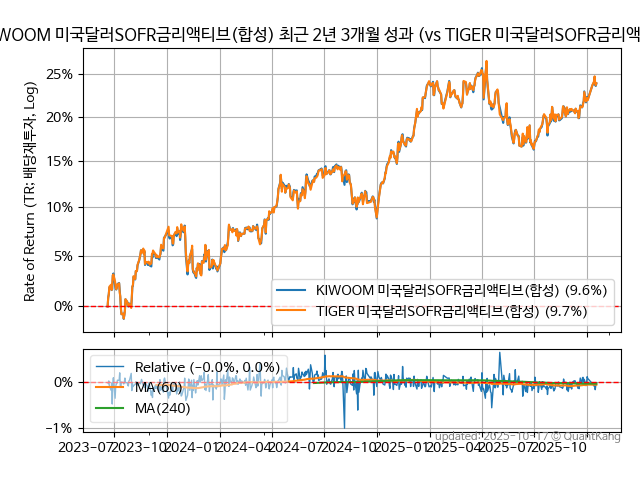 WOOM 미국달러SOFR금리액티브(합성) 최근 2년 3개월 성과 (vs TIGER 미국달러SOFR금리액
Rate of Return (TR: 배당재투자, Log)
25%
20%
15%
10%
5%
0%
KIWOOM 미국달러SOFR금리액티브(합성) (9.6%)
TIGER 미국달러SOFR금리액티브(합성) (9.7%)
0%
-1%
Relative (-0.0%, 0.0%)
MA(60)
MA(240)
2023-07 2023-10 2024-01 2024-04 2024-07 2024-10 2025-01 2025-04 2025-07 2025-10
updated: 2025-10-17 © QuantKang